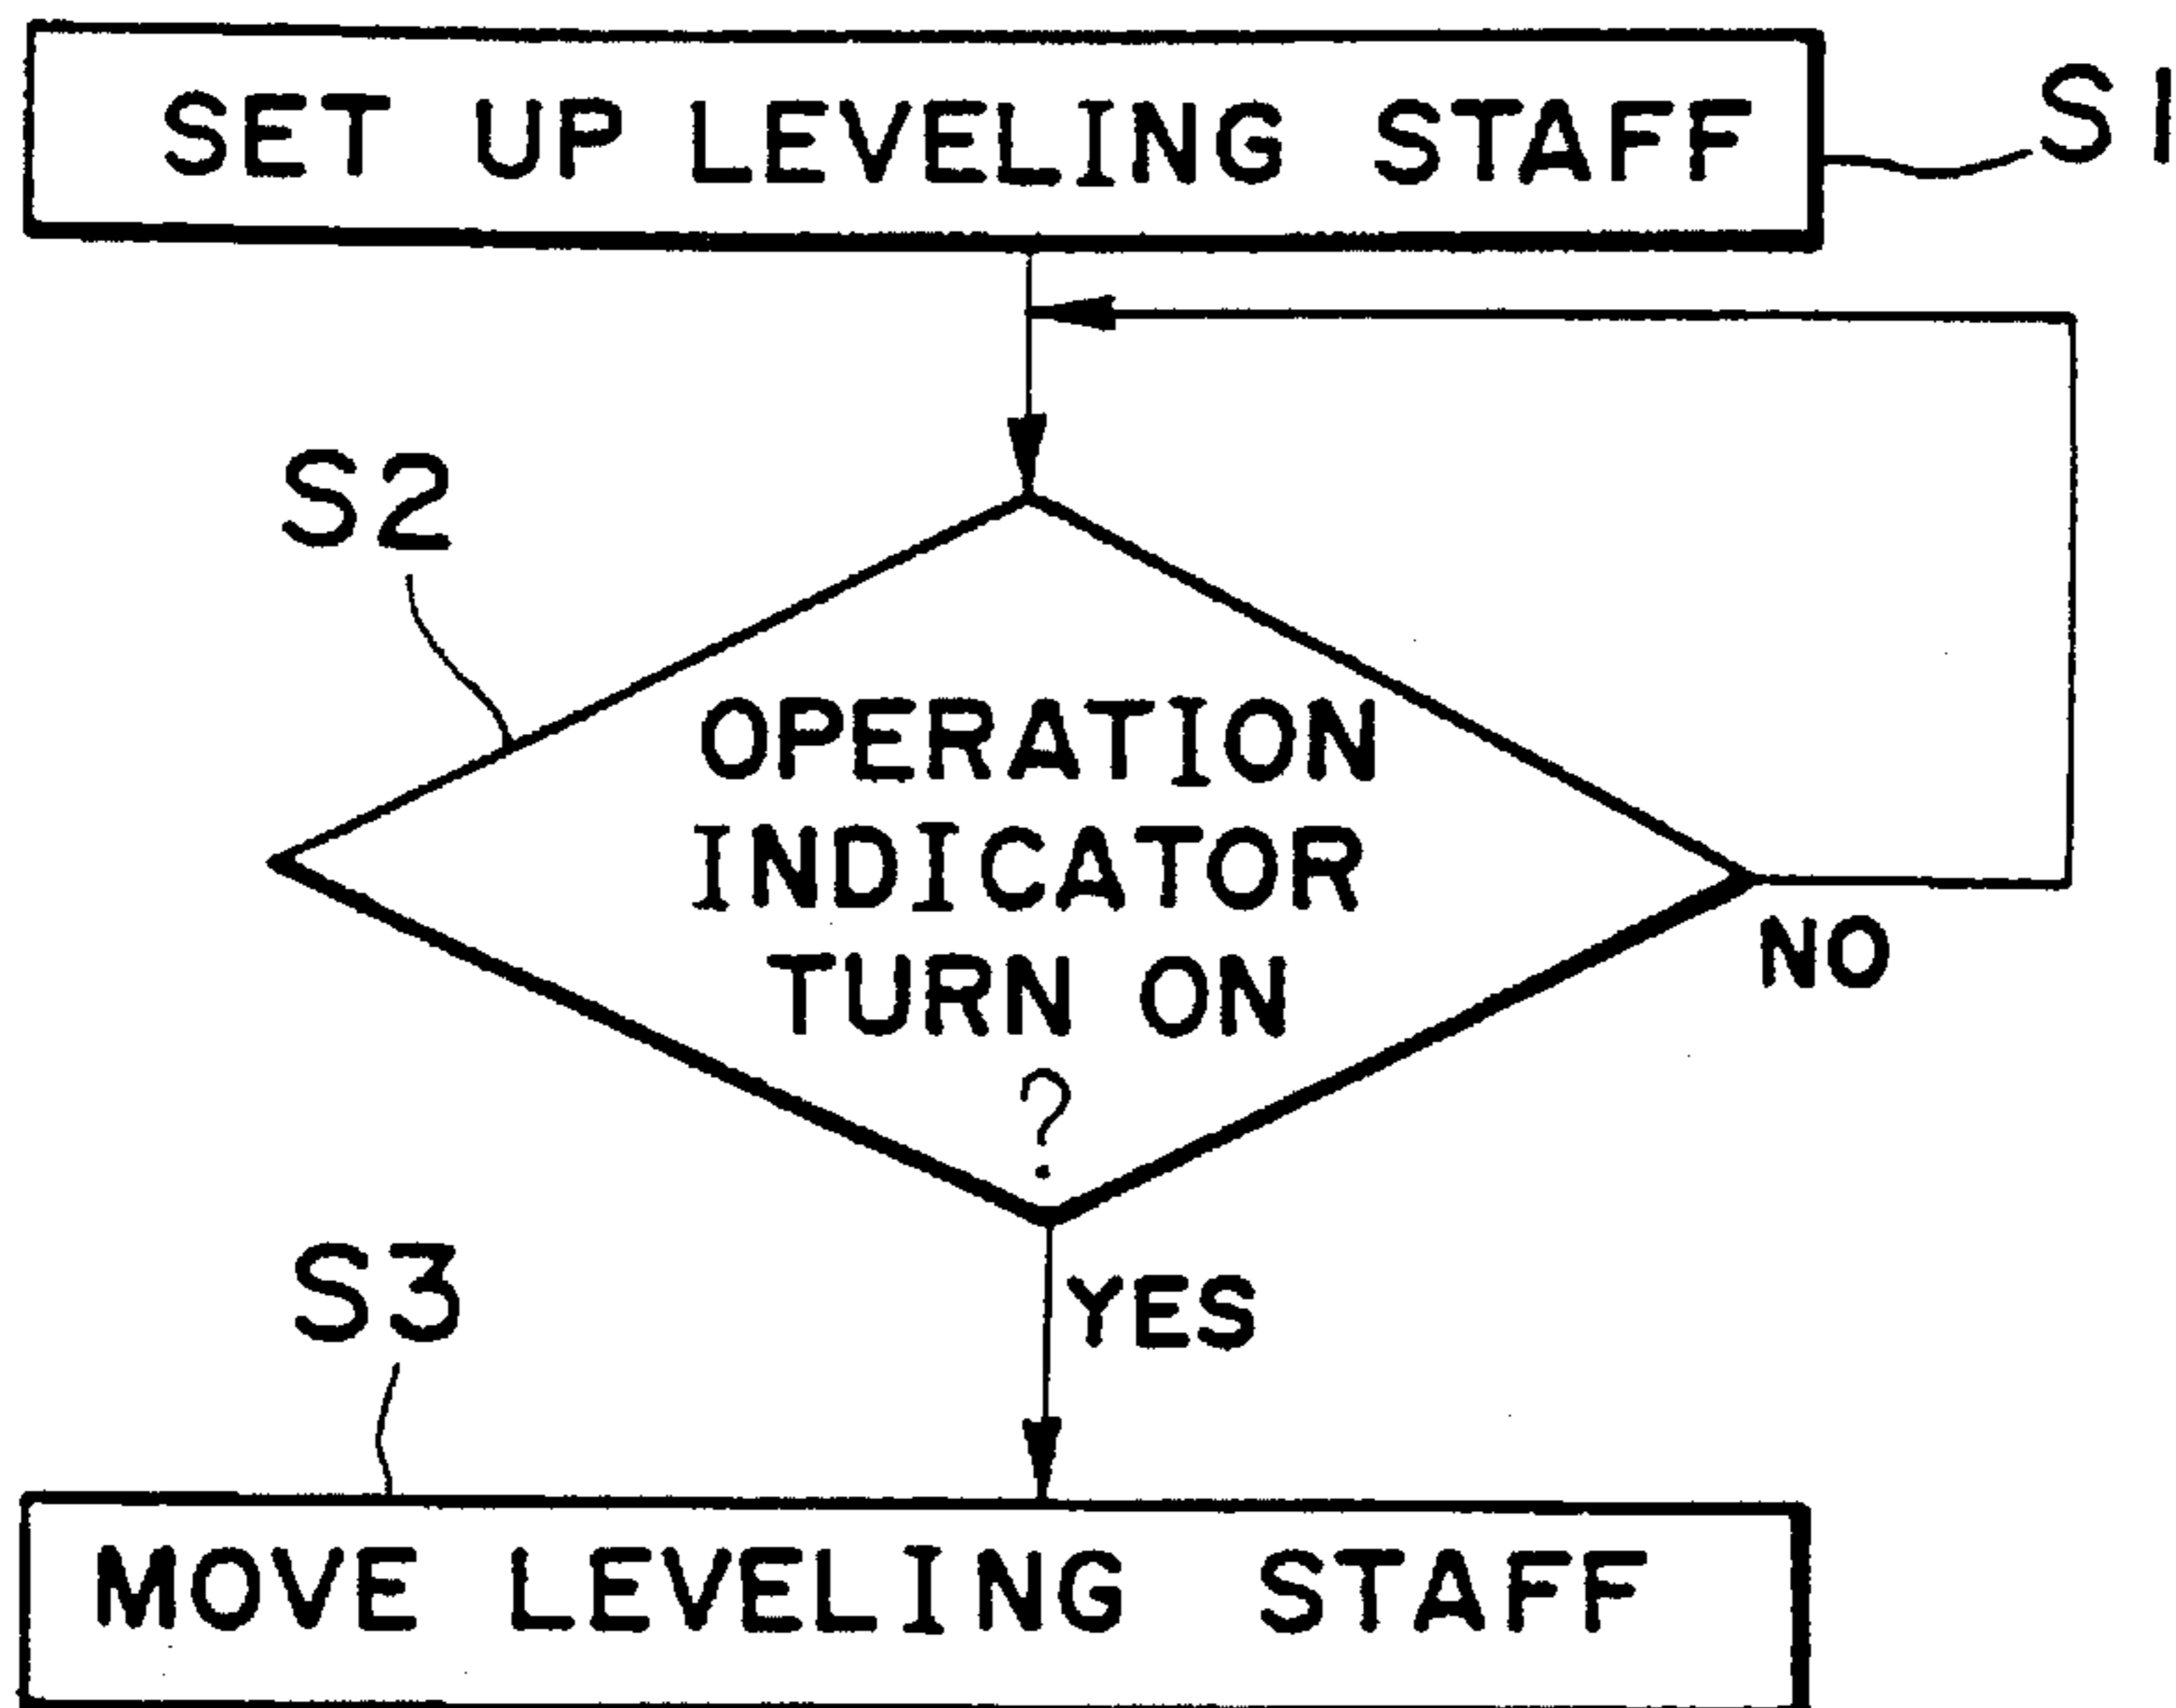 SET UP LEVELING STAFF
S1
S2
OPERATION
INDICATOR
TURN ON
?
NO
YES
S3
MOVE LEVELING STAFF